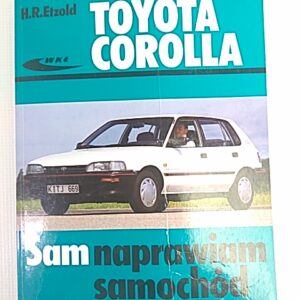 H.R.Etzold
TOYOTA
COROLLA
WKŁ
K TJ 669
Sam naprawiam
samochód